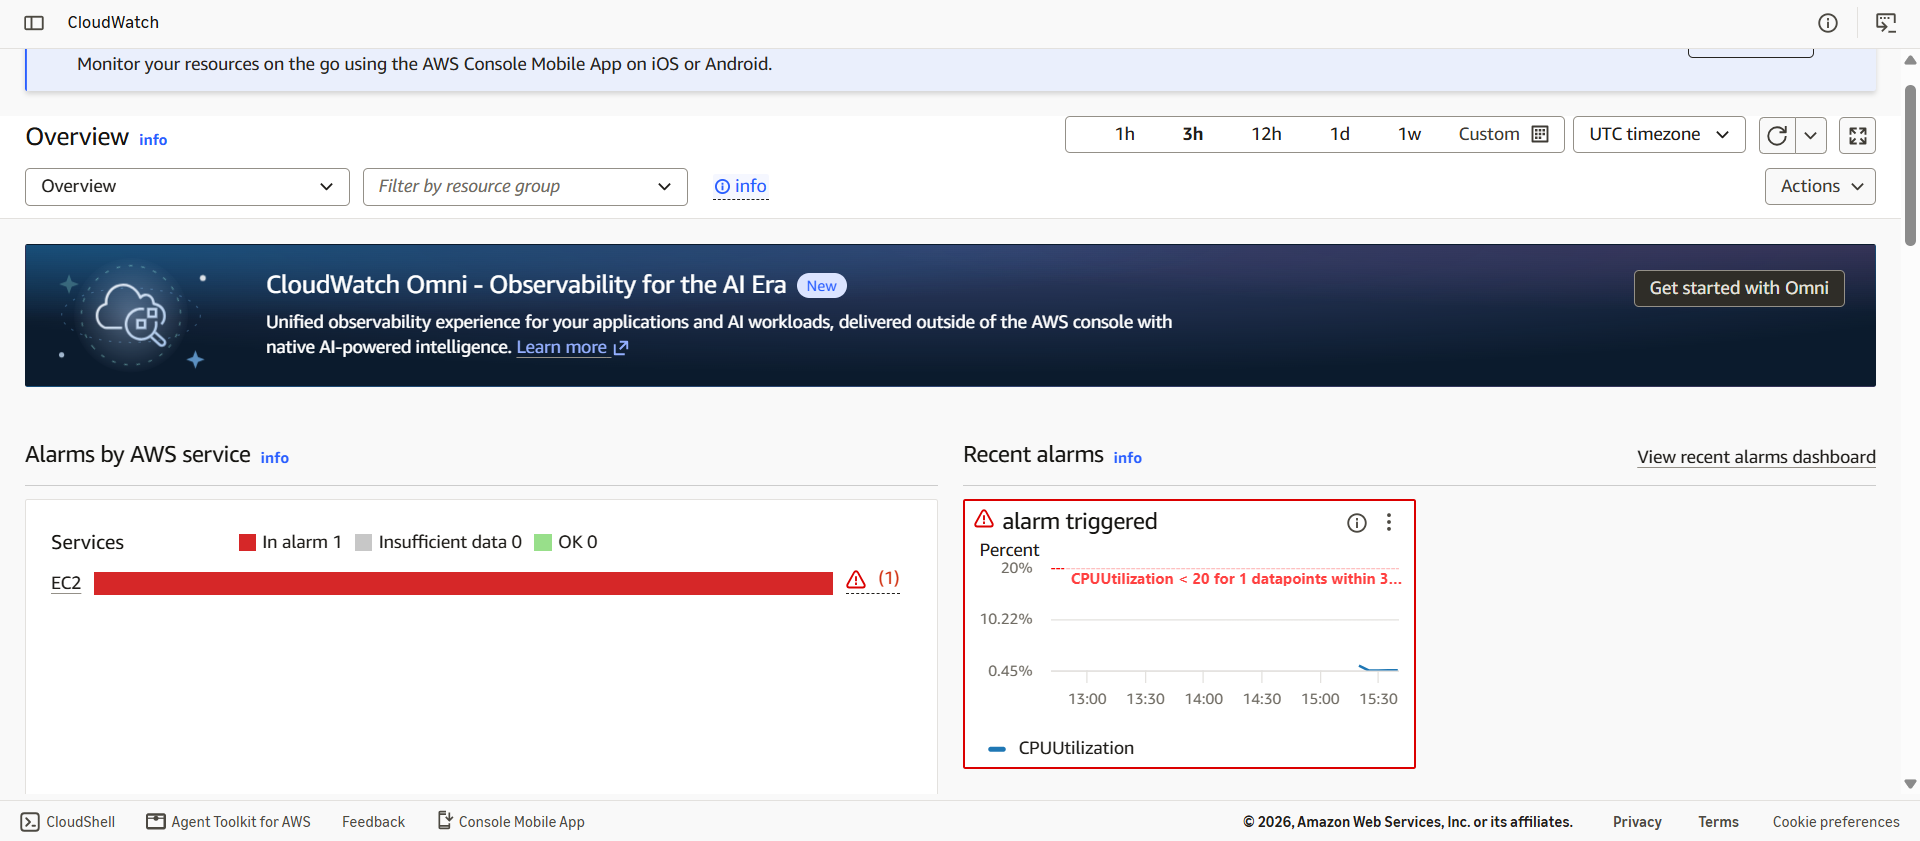 CloudWatch
Monitor your resources on the go using the AWS Console Mobile App on iOS or Android.
Overview info
1h 3h 12h 1d 1w Custom UTC timezone
Overview Filter by resource group info Actions
CloudWatch Omni - Observability for the AI Era New
Get started with Omni
Unified observability experience for your applications and AI workloads, delivered outside of the AWS console with
native AI-powered intelligence. Learn more
Alarms by AWS service info
Services In alarm 1 Insufficient data 0 OK 0
EC2 (1)
Recent alarms info View recent alarms dashboard
alarm triggered
Percent
20%
CPUUtilization < 20 for 1 datapoints within 3...
10.22%
0.45%
13:00 13:30 14:00 14:30 15:00 15:30
CPUUtilization
CloudShell Agent Toolkit for AWS Feedback Console Mobile App © 2026, Amazon Web Services, Inc. or its affiliates. Privacy Terms Cookie preferences